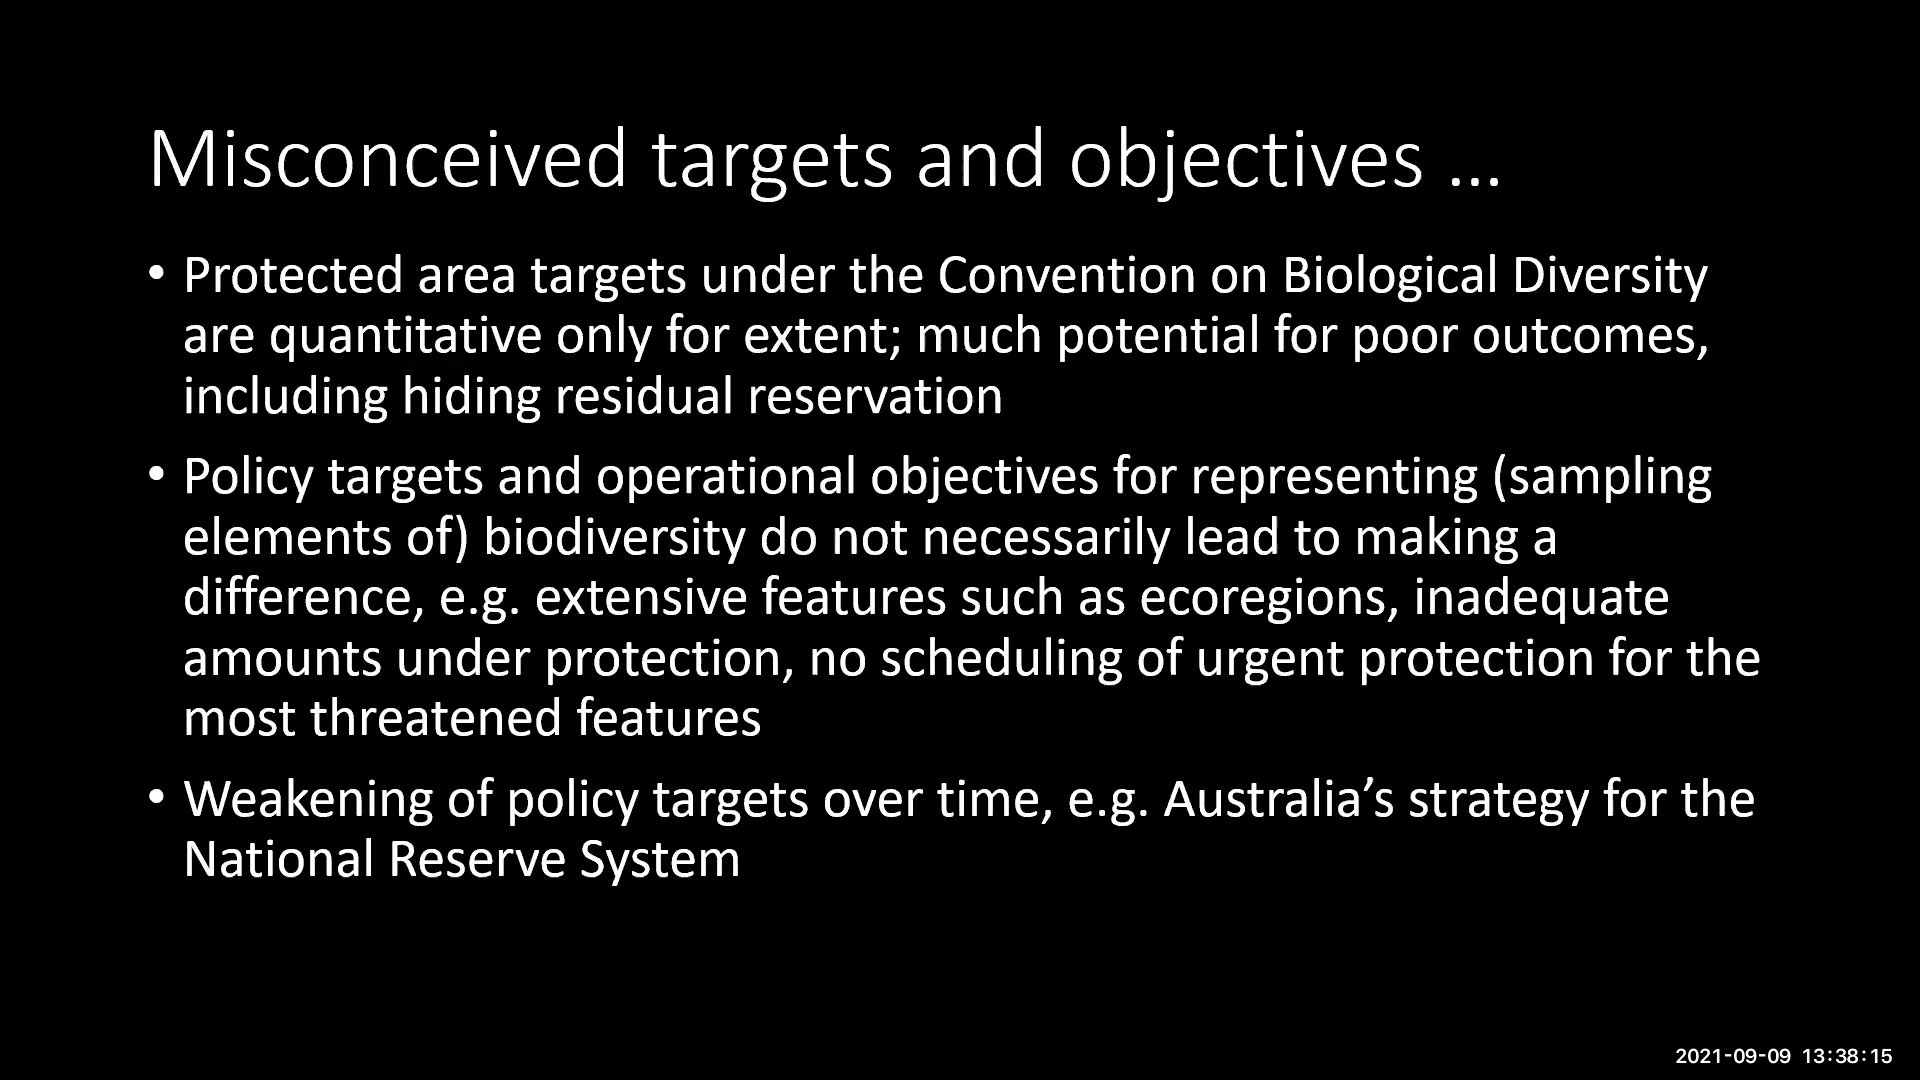 Misconceived targets and objectives ...
• Protected area targets under the Convention on Biological Diversity
are quantitative only for extent; much potential for poor outcomes,
including hiding residual reservation
• Policy targets and operational objectives for representing (sampling
elements of) biodiversity do not necessarily lead to making a
difference, e.g. extensive features such as ecoregions, inadequate
amounts under protection, no scheduling of urgent protection for the
most threatened features
• Weakening of policy targets over time, e.g. Australia’s strategy for the
National Reserve System
2021-09-09 13:38:15